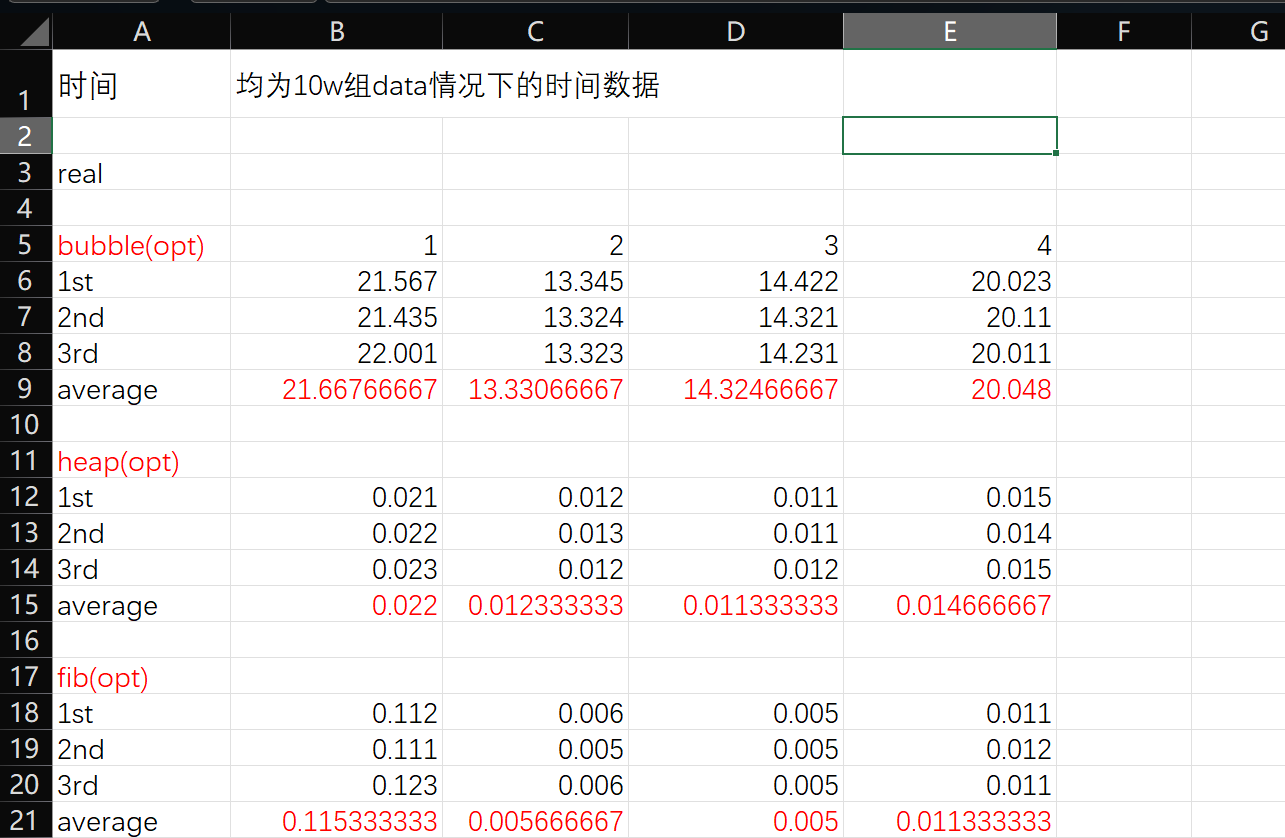 A B C D E F G
1 时间 均为10w组data情况下的时间数据
2
3 real
4
5 bubble(opt) 1 2 3 4
6 1st 21.567 13.345 14.422 20.023
7 2nd 21.435 13.324 14.321 20.11
8 3rd 22.001 13.323 14.231 20.011
9 average 21.66766667 13.33066667 14.32466667 20.048
10
11 heap(opt)
12 1st 0.021 0.012 0.011 0.015
13 2nd 0.022 0.013 0.011 0.014
14 3rd 0.023 0.012 0.012 0.015
15 average 0.022 0.012333333 0.011333333 0.014666667
16
17 fib(opt)
18 1st 0.112 0.006 0.005 0.011
19 2nd 0.111 0.005 0.005 0.012
20 3rd 0.123 0.006 0.005 0.011
21 average 0.115333333 0.005666667 0.005 0.011333333